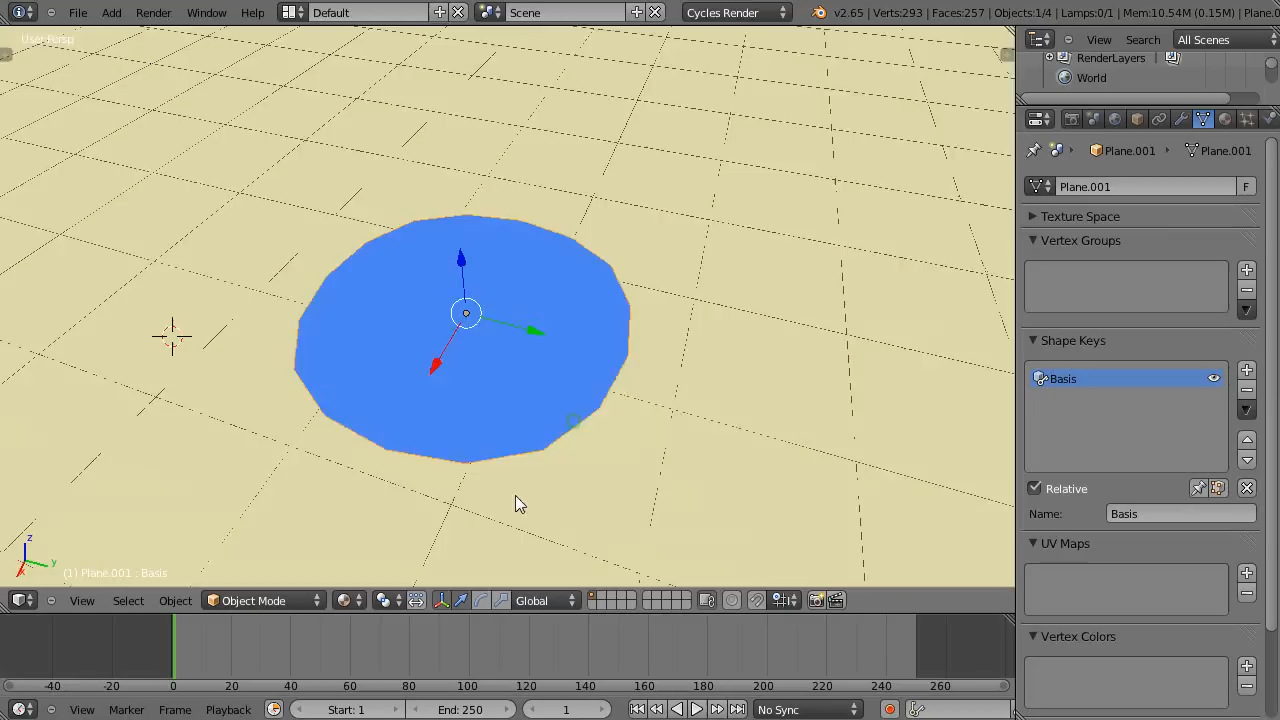 File Add Render Window Help Default Scene Cycles Render v2.65 | Verts:293 | Faces:257 | Objects:1/4 | Lamps:0/1 | Mem:10.54M (0.15M) | Plane.0
User Persp
View Search All Scenes
RenderLayers
World
Plane.001 Plane.001
Plane.001 F
Texture Space
Vertex Groups
Shape Keys
Basis
Relative
Name: Basis
UV Maps
z
y
x
(1) Plane.001 : Basis
View Select Object Object Mode Global
Vertex Colors
-40 -20 0 20 40 60 80 100 120 140 160 180 200 220 240 260
View Marker Frame Playback Start: 1 End: 250 1 No Sync